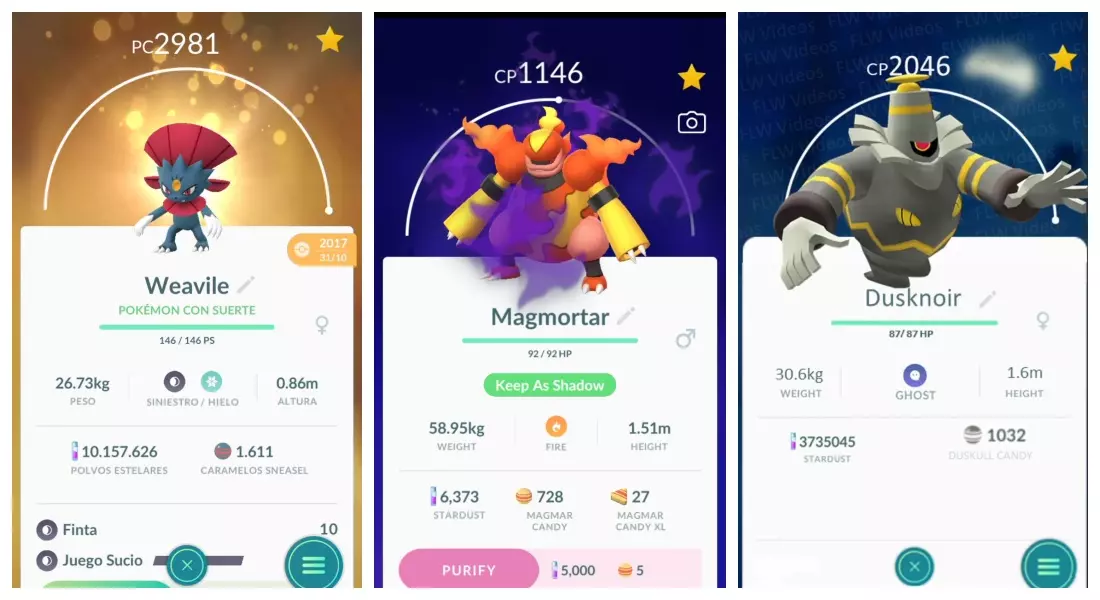 PC2981
2017
31/10
Weavile
POKÉMON CON SUERTE
146 / 146 PS
26.73kg
PESO
SINIESTRO / HIELO
0.86m
ALTURA
10.157.626
POLVOS ESTELARES
1.611
CARAMELOS SNEASEL
Finta
10
Juego Sucio
CP1146
Magmortar
92 / 92 HP
Keep As Shadow
58.95kg
WEIGHT
FIRE
1.51m
HEIGHT
6,373
STARDUST
728
MAGMAR
CANDY
27
MAGMAR
CANDY XL
PURIFY
5,000
5
FLW Videos
CP2046
Dusknoir
87/ 87 HP
30.6kg
WEIGHT
GHOST
1.6m
HEIGHT
3735045
STARDUST
1032
DUSKULL CANDY